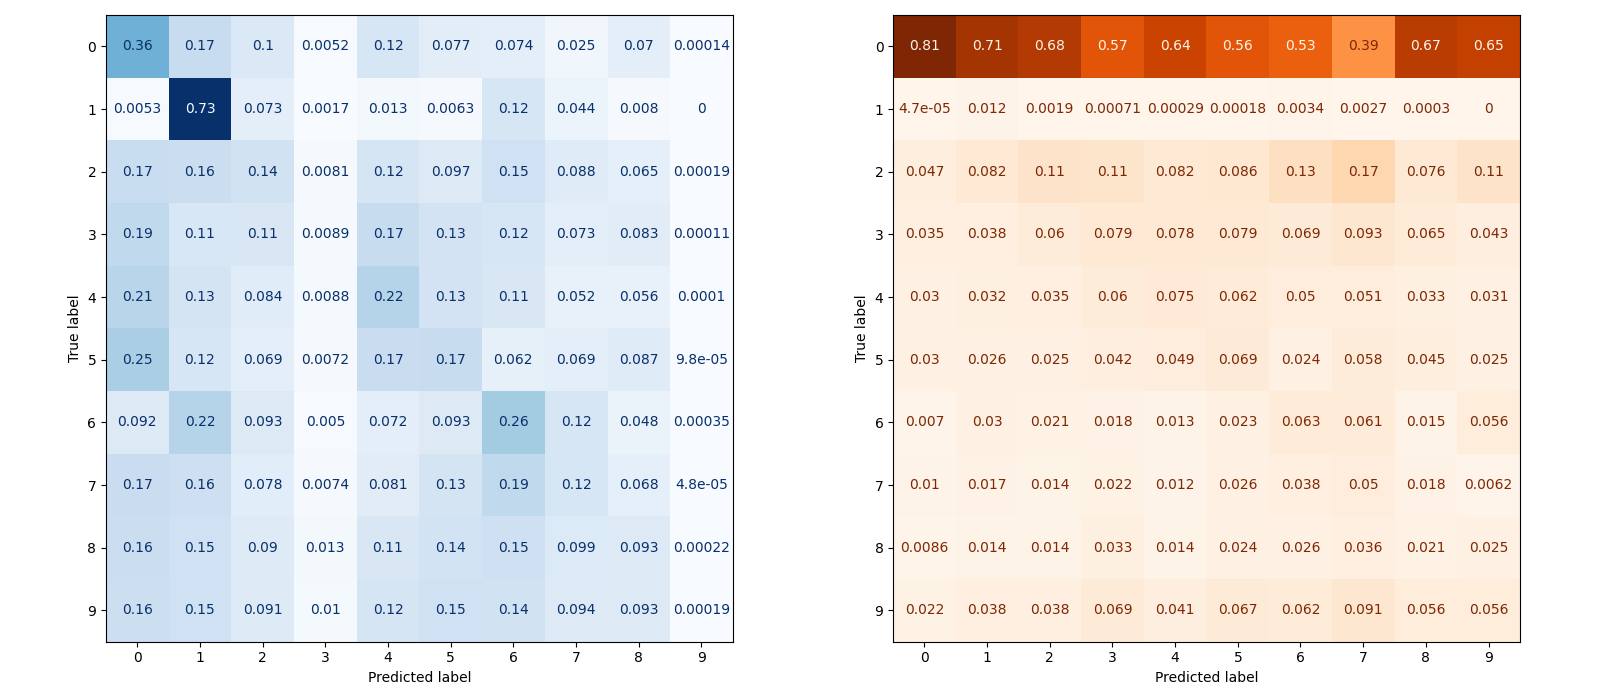 0 0.36 0.17 0.1 0.0052 0.12 0.077 0.074 0.025 0.07 0.00014
1 0.0053 0.73 0.073 0.0017 0.013 0.0063 0.12 0.044 0.008 0
2 0.17 0.16 0.14 0.0081 0.12 0.097 0.15 0.088 0.065 0.00019
3 0.19 0.11 0.11 0.0089 0.17 0.13 0.12 0.073 0.083 0.00011
4 0.21 0.13 0.084 0.0088 0.22 0.13 0.11 0.052 0.056 0.0001
True label
5 0.25 0.12 0.069 0.0072 0.17 0.17 0.062 0.069 0.087 9.8e-05
6 0.092 0.22 0.093 0.005 0.072 0.093 0.26 0.12 0.048 0.00035
7 0.17 0.16 0.078 0.0074 0.081 0.13 0.19 0.12 0.068 4.8e-05
8 0.16 0.15 0.09 0.013 0.11 0.14 0.15 0.099 0.093 0.00022
9 0.16 0.15 0.091 0.01 0.12 0.15 0.14 0.094 0.093 0.00019
0 1 2 3 4 5 6 7 8 9
Predicted label
0 0.81 0.71 0.68 0.57 0.64 0.56 0.53 0.39 0.67 0.65
1 4.7e-05 0.012 0.0019 0.00071 0.00029 0.00018 0.0034 0.0027 0.0003 0
2 0.047 0.082 0.11 0.11 0.082 0.086 0.13 0.17 0.076 0.11
3 0.035 0.038 0.06 0.079 0.078 0.079 0.069 0.093 0.065 0.043
4 0.03 0.032 0.035 0.06 0.075 0.062 0.05 0.051 0.033 0.031
True label
5 0.03 0.026 0.025 0.042 0.049 0.069 0.024 0.058 0.045 0.025
6 0.007 0.03 0.021 0.018 0.013 0.023 0.063 0.061 0.015 0.056
7 0.01 0.017 0.014 0.022 0.012 0.026 0.038 0.05 0.018 0.0062
8 0.0086 0.014 0.014 0.033 0.014 0.024 0.026 0.036 0.021 0.025
9 0.022 0.038 0.038 0.069 0.041 0.067 0.062 0.091 0.056 0.056
0 1 2 3 4 5 6 7 8 9
Predicted label